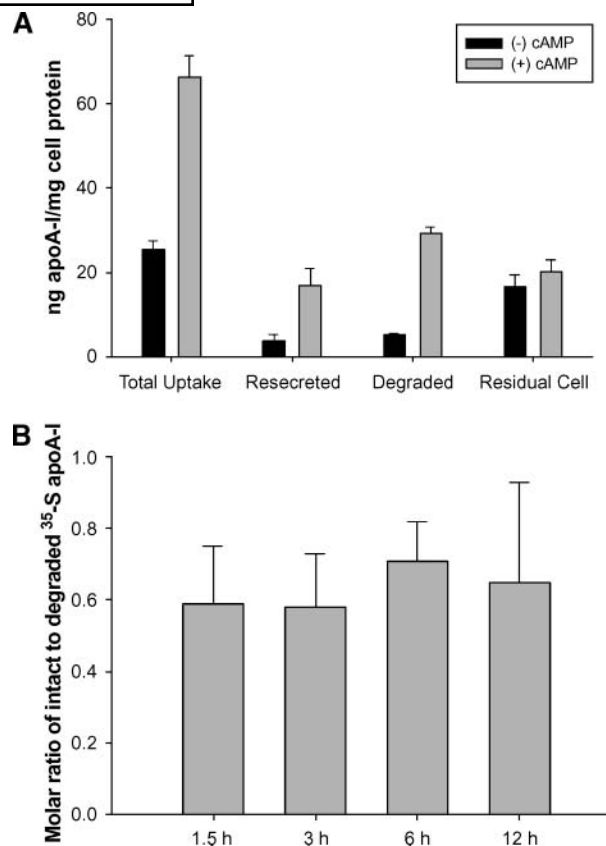 A
ng apoA-I/mg cell protein
80
60
40
20
0
(-) cAMP
(+) cAMP
Total Uptake Resecreted Degraded Residual Cell
B
Molar ratio of intact to degraded ³⁵-S apoA-I
1.0
0.8
0.6
0.4
0.2
0.0
1.5 h 3 h 6 h 12 h